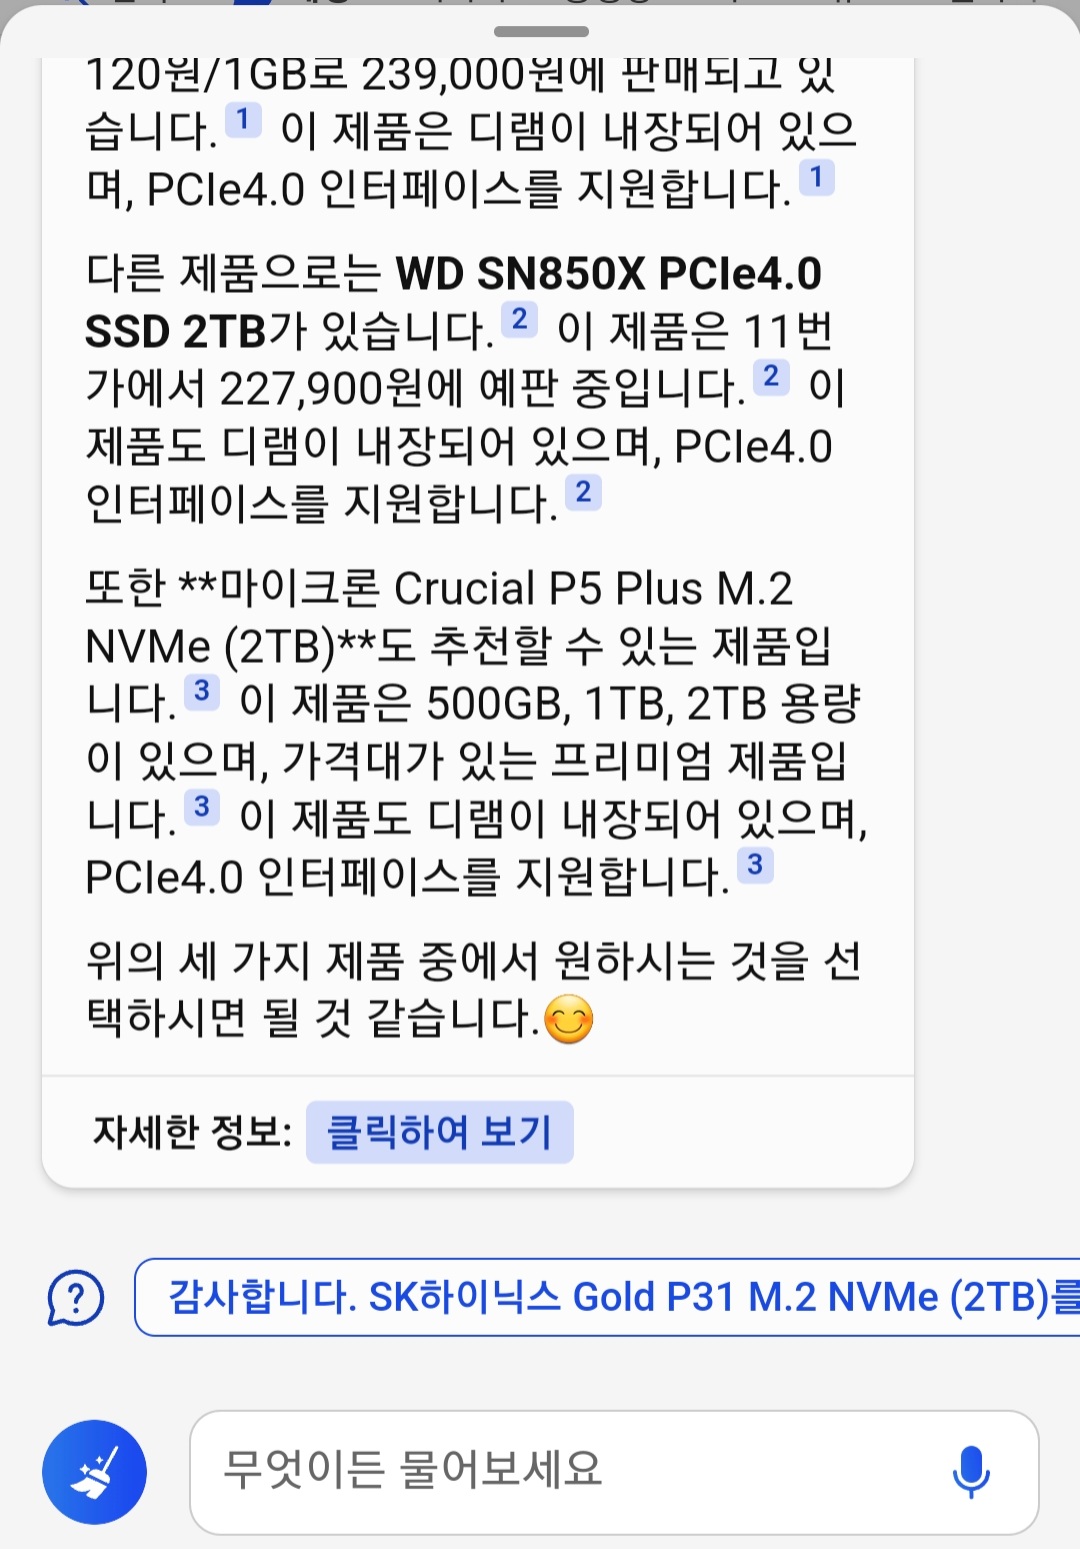 120원/1GB로 239,000원에 판매되고 있
습니다. 1 이 제품은 디램이 내장되어 있으
며, PCIe4.0 인터페이스를 지원합니다. 1
다른 제품으로는 WD SN850X PCIe4.0
SSD 2TB가 있습니다. 2 이 제품은 11번
가에서 227,900원에 예판 중입니다. 2 이
제품도 디램이 내장되어 있으며, PCIe4.0
인터페이스를 지원합니다. 2
또한 **마이크론 Crucial P5 Plus M.2
NVMe (2TB)**도 추천할 수 있는 제품입
니다. 3 이 제품은 500GB, 1TB, 2TB 용량
이 있으며, 가격대가 있는 프리미엄 제품입
니다. 3 이 제품도 디램이 내장되어 있으며,
PCIe4.0 인터페이스를 지원합니다. 3
위의 세 가지 제품 중에서 원하시는 것을 선
택하시면 될 것 같습니다.😊
자세한 정보: 클릭하여 보기
감사합니다. SK하이닉스 Gold P31 M.2 NVMe (2TB)를
무엇이든 물어보세요